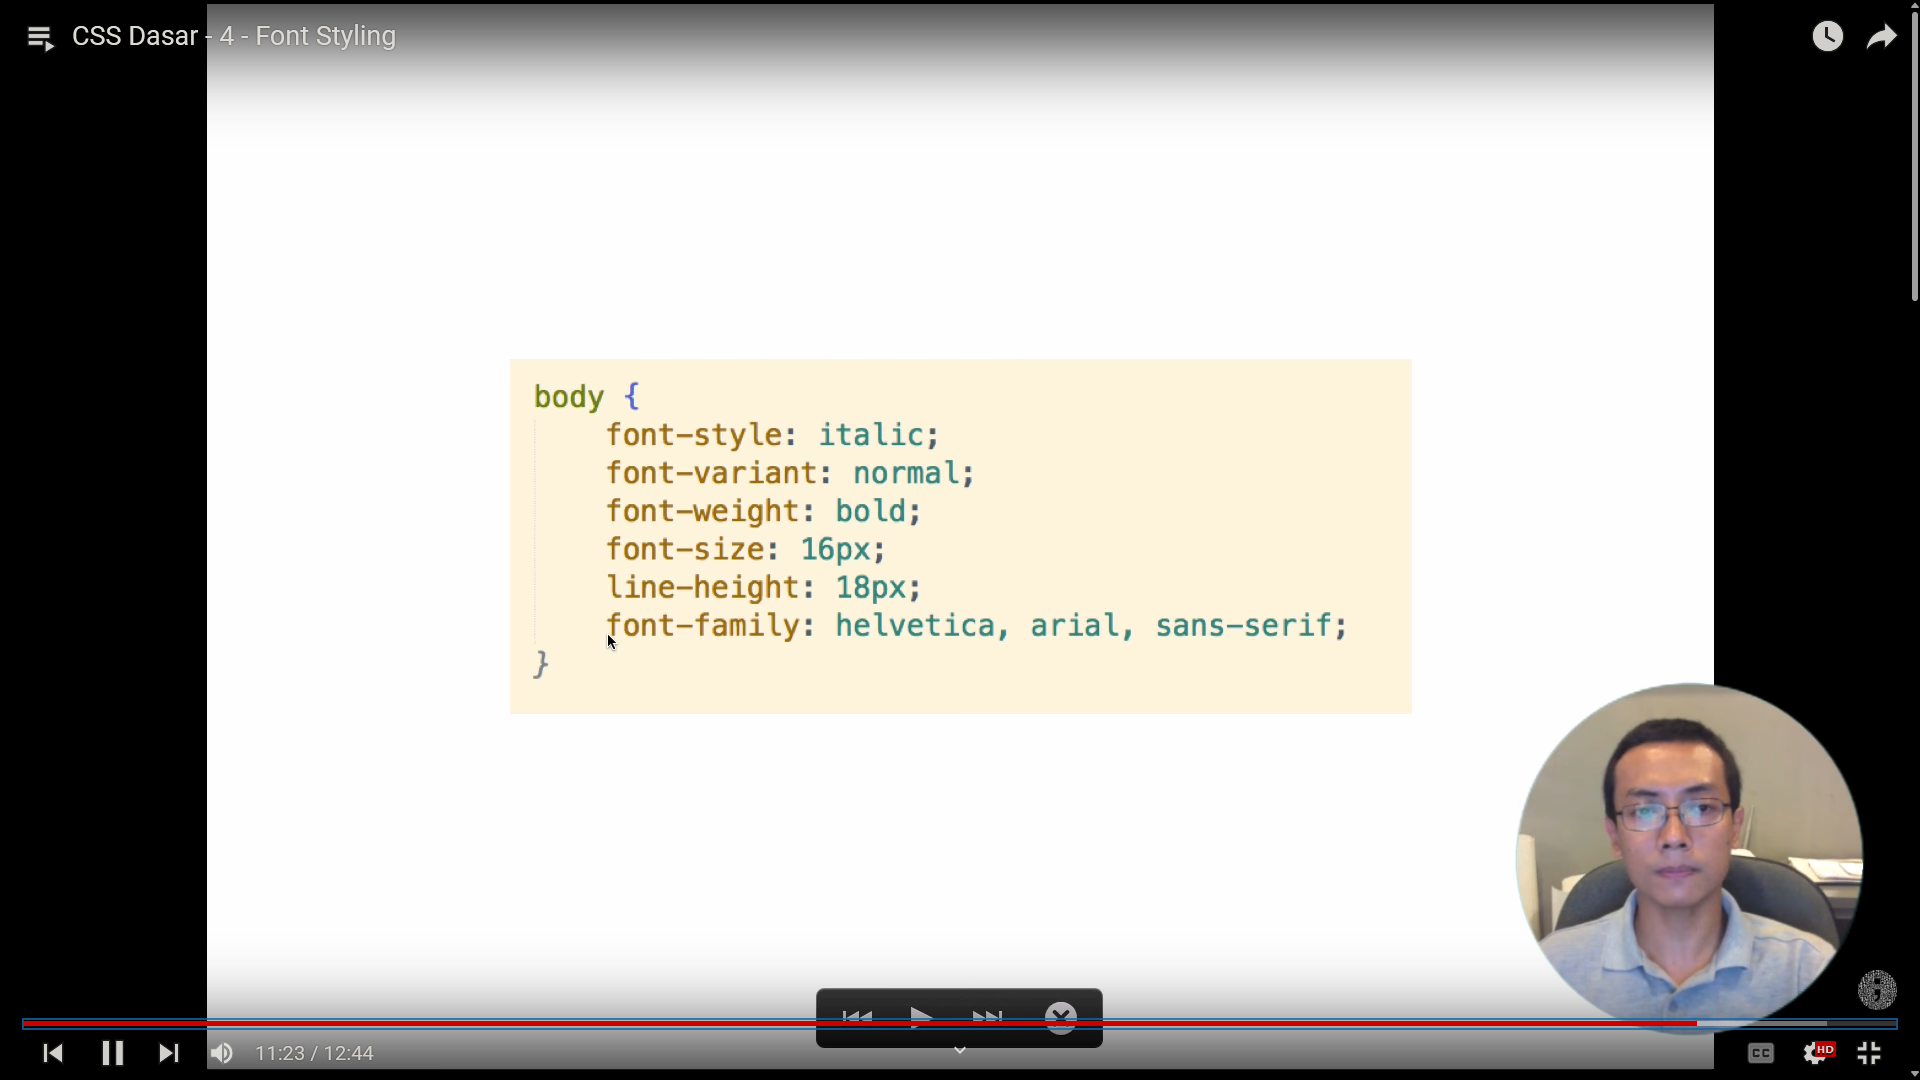 CSS Dasar - 4 - Font Styling
body {
font-style: italic;
font-variant: normal;
font-weight: bold;
font-size: 16px;
line-height: 18px;
font-family: helvetica, arial, sans-serif;
}
11:23 / 12:44
CC
HD